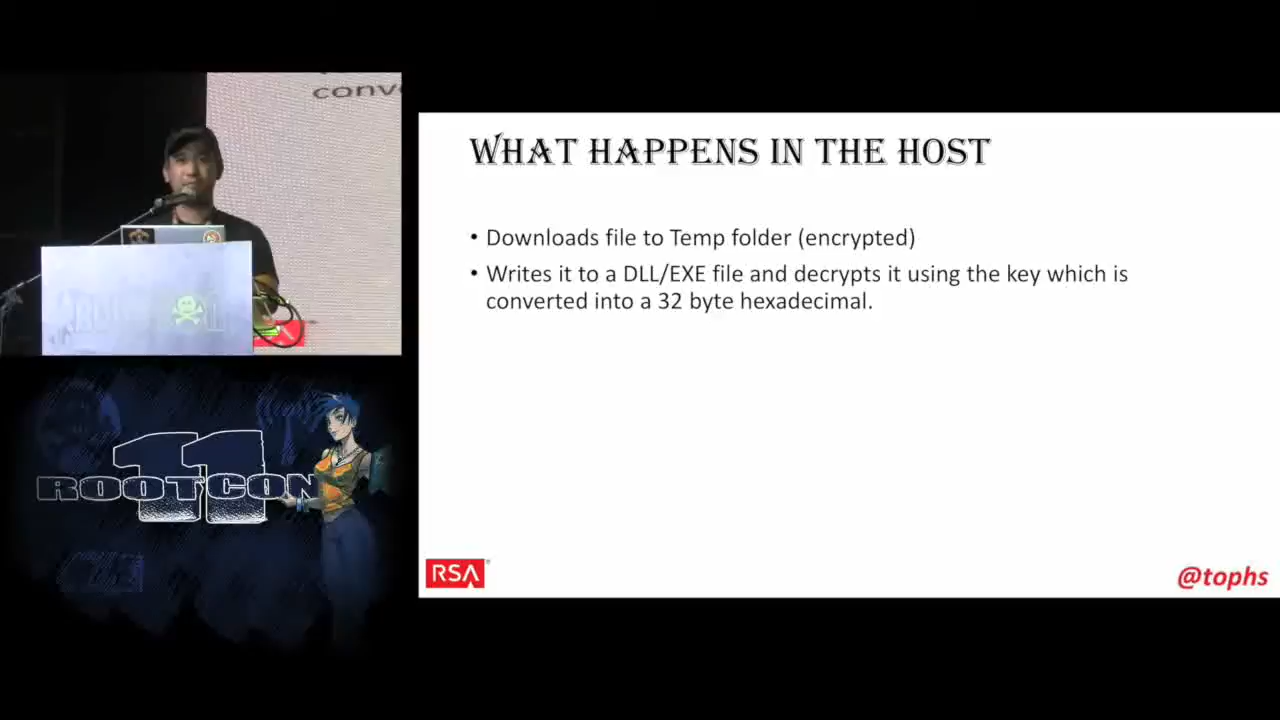 conv
WHAT HAPPENS IN THE HOST
• Downloads file to Temp folder (encrypted)
• Writes it to a DLL/EXE file and decrypts it using the key which is
converted into a 32 byte hexadecimal.
RSA
@tophs
11
ROOTCON